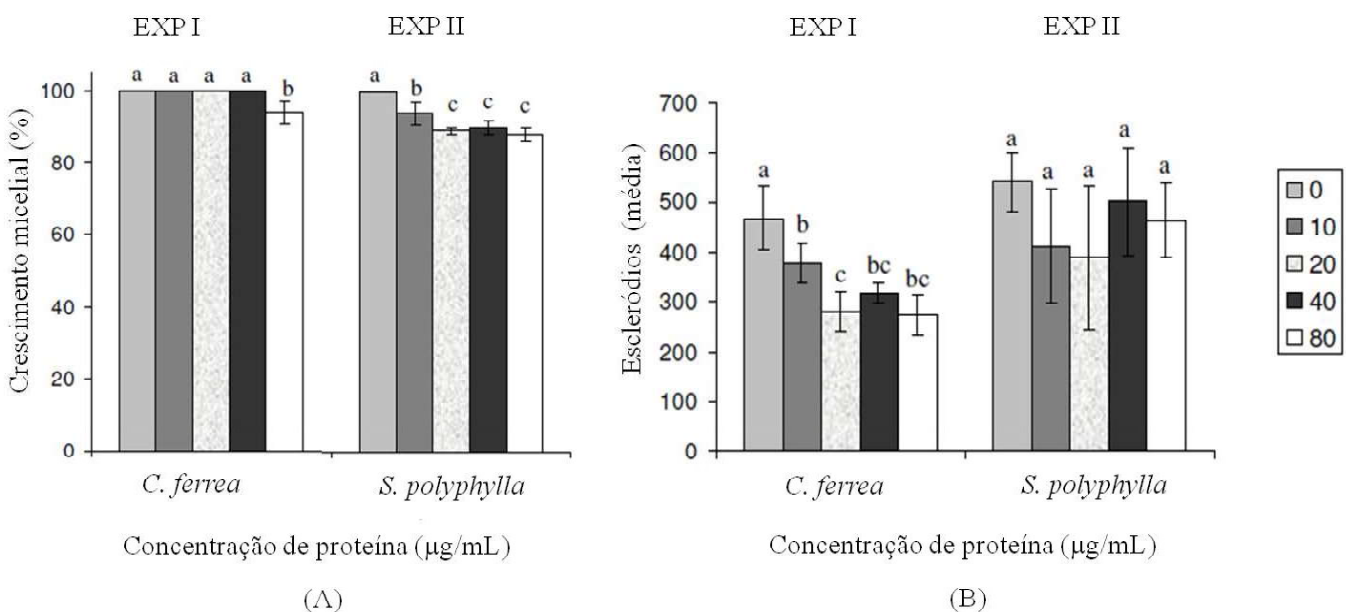 EXP I
EXP II
Crescimento micelial (%)
100
80
60
40
20
0
a a a a b
a b c c c
C. ferrea
S. polyphylla
Concentração de proteína (µg/mL)
(A)
EXP I
EXP II
Escleródios (média)
700
600
500
400
300
200
100
0
a b c bc bc
a a a a a
C. ferrea
S. polyphylla
Concentração de proteína (µg/mL)
(B)
0
10
20
40
80